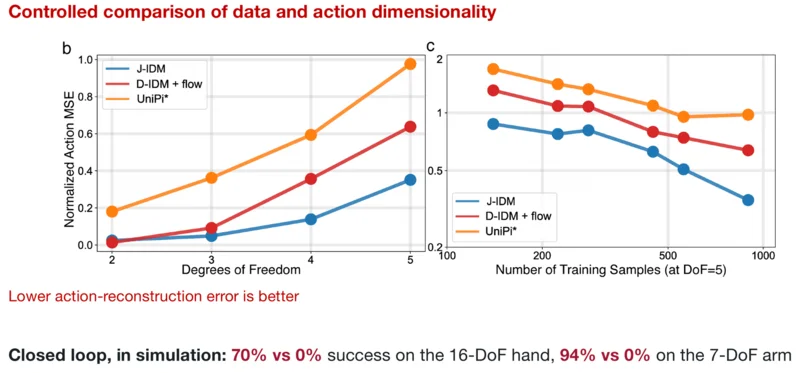 Controlled comparison of data and action dimensionality
b
Normalized Action MSE
1.0
0.8
0.6
0.4
0.2
0.0
J-IDM
D-IDM + flow
UniPi*
2
3
4
5
Degrees of Freedom
c
2
1
0.5
0.2
J-IDM
D-IDM + flow
UniPi*
100
200
500
1000
Number of Training Samples (at DoF=5)
Lower action-reconstruction error is better
Closed loop, in simulation: 70% vs 0% success on the 16-DoF hand, 94% vs 0% on the 7-DoF arm